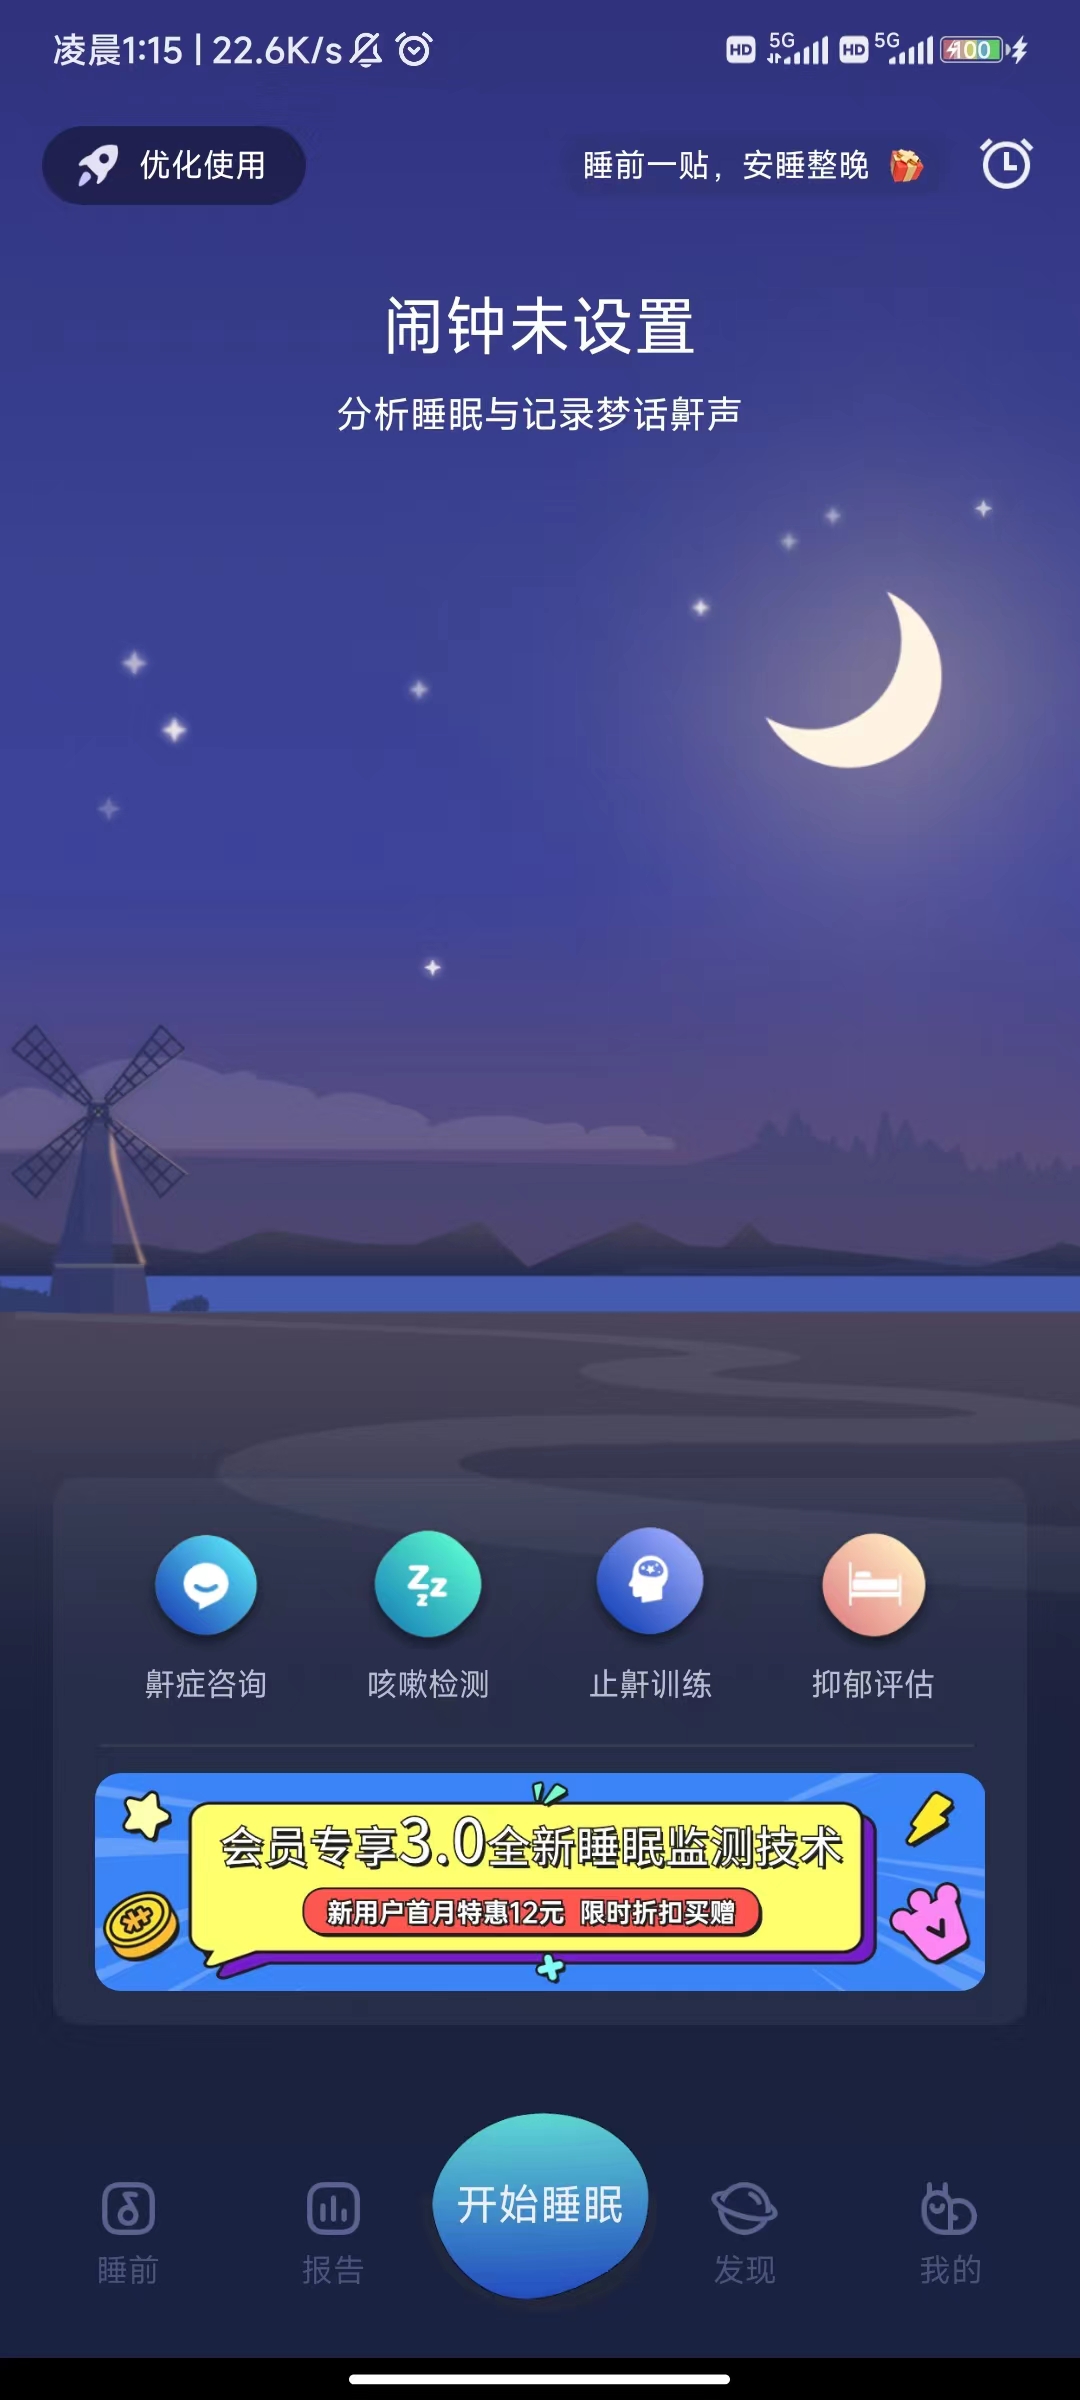 凌晨1:15 | 22.6K/s
HD 5G HD 5G 100
优化使用
睡前一贴，安睡整晚
闹钟未设置
分析睡眠与记录梦话鼾声
鼾症咨询 咳嗽检测 止鼾训练 抑郁评估
会员专享3.0全新睡眠监测技术
新用户首月特惠12元 限时折扣买赠
开始睡眠
睡前 报告 发现 我的